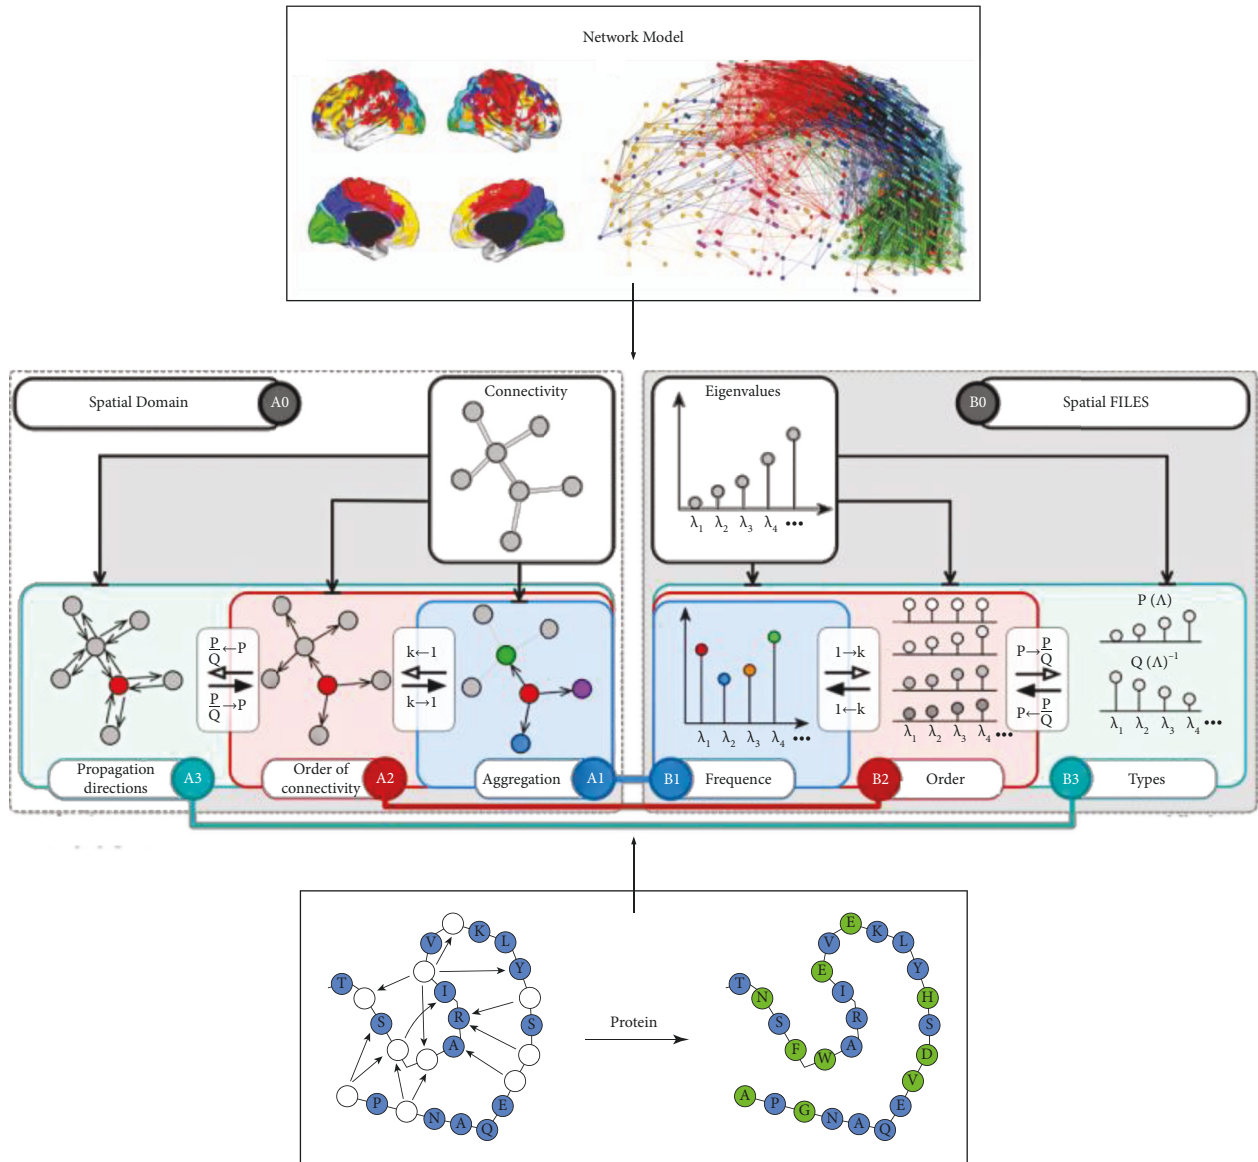 Network Model
Spatial Domain
A0
Connectivity
Eigenvalues
λ1 λ2 λ3 λ4 •••
B0
Spatial FILES
P/Q←P
P/Q→P
k←1
k→1
λ1 λ2 λ3 λ4 •••
1→k
1←k
λ1 λ2 λ3 λ4 •••
P→P/Q
P←P/Q
P (Λ)
Q (Λ)−1
λ1 λ2 λ3 λ4 •••
Propagation
directions
A3
Order of
connectivity
A2
Aggregation
A1
B1
Frequence
B2
Order
B3
Types
T
S
V
K
L
Y
I
R
A
S
P
N
A
Q
E
Protein
T
N
S
F
W
A
R
I
E
V
E
K
L
Y
H
S
D
V
E
Q
A
N
G
P
A